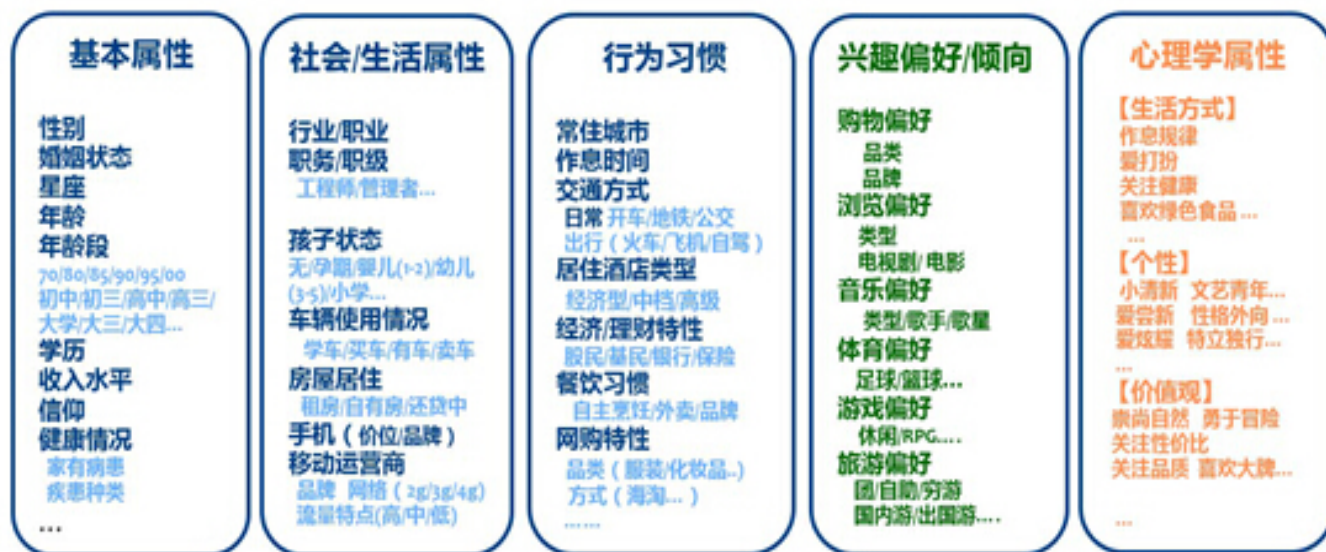 基本属性
性别
婚姻状态
星座
年龄
年龄段
70/80/85/90/95/00
初中/初三/高中/高三/
大学/大三/大四...
学历
收入水平
信仰
健康情况
家有病患
疾患种类
...
社会/生活属性
行业/职业
职务/职级
工程师/管理者...
孩子状态
无/孕期/婴儿(1-2)/幼儿
(3-5)/小学...
车辆使用情况
学车/买车/有车/卖车
房屋居住
租房/自有房/还贷中
手机（价位/品牌）
移动运营商
品牌 网络（2g/3g/4g)
流量特点(高/中/低)
行为习惯
常住城市
作息时间
交通方式
日常 开车/地铁/公交
出行（火车/飞机/自驾）
居住酒店类型
经济型/中档/高级
经济/理财特性
股民/基民/银行/保险
餐饮习惯
自主烹饪/外卖/品牌
网购特性
品类（服装/化妆品..)
方式（海淘...）
……
兴趣偏好/倾向
购物偏好
品类
品牌
浏览偏好
类型
电视剧/ 电影
音乐偏好
类型/歌手/歌星
体育偏好
足球/篮球...
游戏偏好
休闲/RPG....
旅游偏好
团/自助/穷游
国内游/出国游....
心理学属性
【生活方式】
作息规律
爱打扮
关注健康
喜欢绿色食品 ...
...
【个性】
小清新 文艺青年...
爱尝新 性格外向 ...
爱炫耀 特立独行...
...
【价值观】
崇尚自然 勇于冒险
关注性价比
关注品质 喜欢大牌...
...